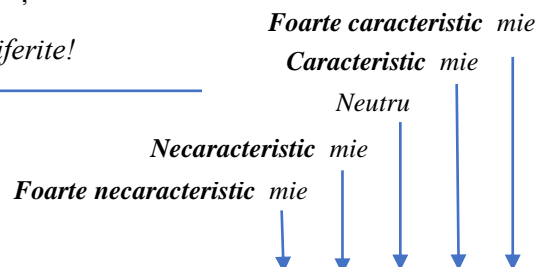 Foarte caracteristic mie
iferite!
Caracteristic mie
Neutru
Necaracteristic mie
Foarte necaracteristic mie